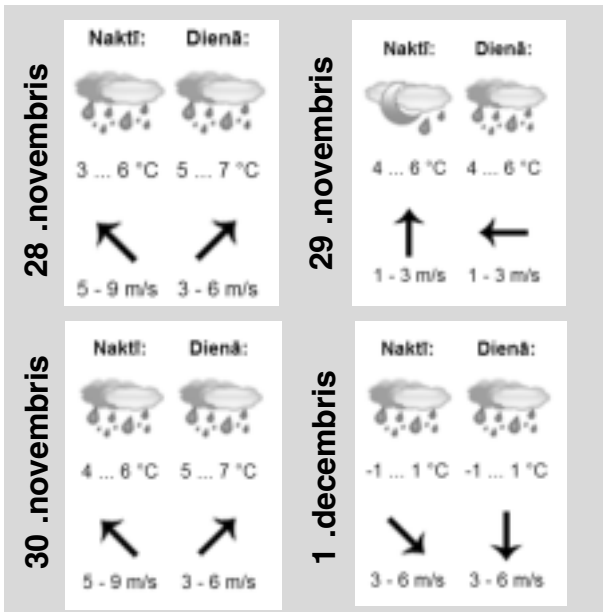 28 .novembris
Naktī: Dienā:
3 ... 6 °C 5 ... 7 °C
5 - 9 m/s 3 - 6 m/s
29 .novembris
Naktī: Dienā:
4 ... 6 °C 4 ... 6 °C
1 - 3 m/s 1 - 3 m/s
30 .novembris
Naktī: Dienā:
4 ... 6 °C 5 ... 7 °C
5 - 9 m/s 3 - 6 m/s
1 .decembris
Naktī: Dienā:
-1 ... 1 °C -1 ... 1 °C
3 - 6 m/s 3 - 6 m/s